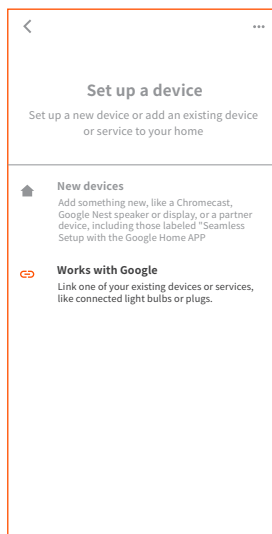 Set up a device
Set up a new device or add an existing device
or service to your home
New devices
Add something new, like a Chromecast,
Google Nest speaker or display, or a partner
device, including those labeled "Seamless
Setup with the Google Home APP
Works with Google
Link one of your existing devices or services,
like connected light bulbs or plugs.